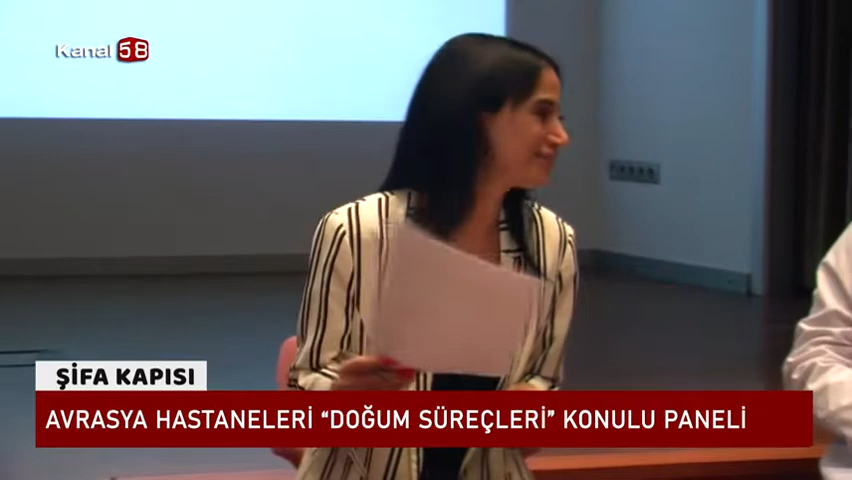 Kanal 58
ŞİFA KAPISI
AVRASYA HASTANELERİ “DOĞUM SÜREÇLERİ” KONULU PANELİ